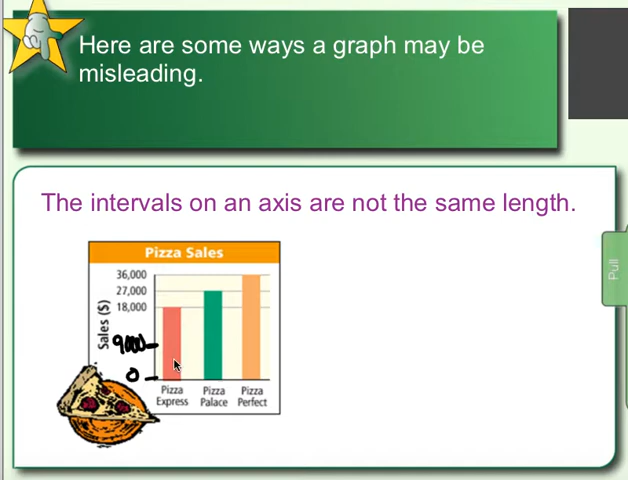 Here are some ways a graph may be
misleading.
The intervals on an axis are not the same length.
Pizza Sales
36,000
27,000
18,000
9000
0
Sales ($)
Pizza Express
Pizza Palace
Pizza Perfect
Pull